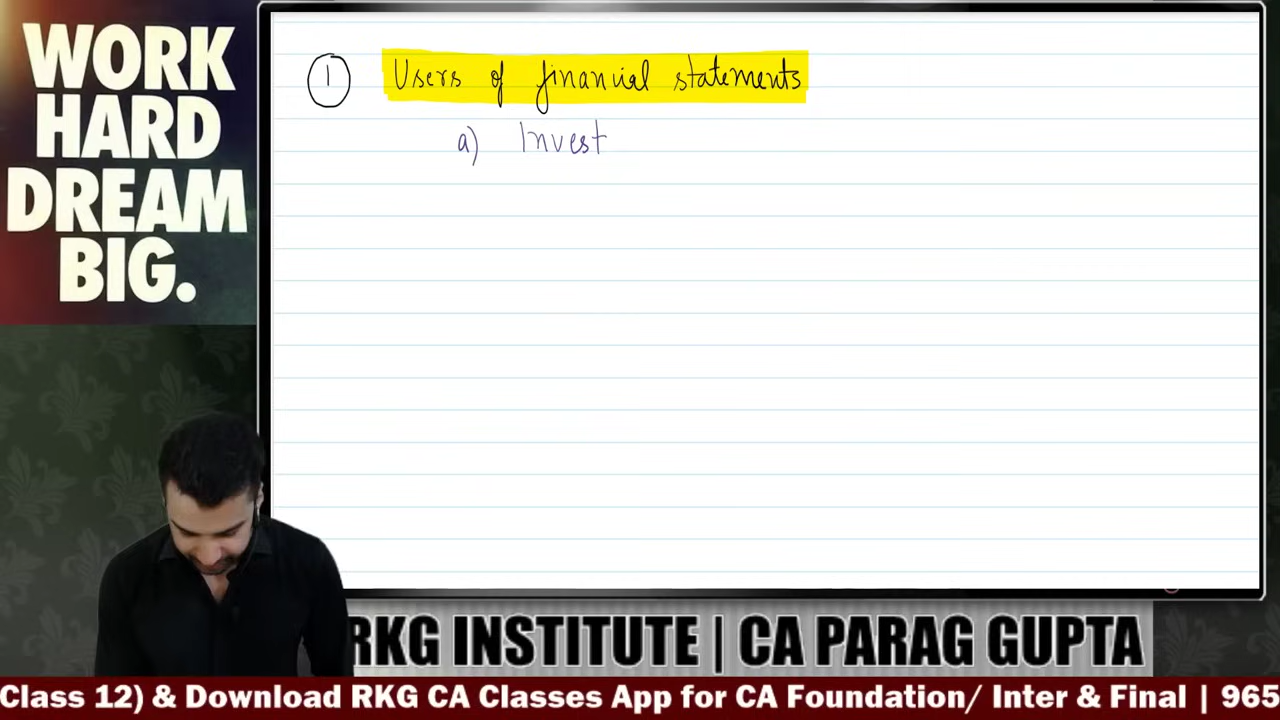 WORK
HARD
DREAM
BIG.
1 Users of financial statements
a) Invest
RKG INSTITUTE | CA PARAG GUPTA
Class 12) & Download RKG CA Classes App for CA Foundation/ Inter & Final | 965